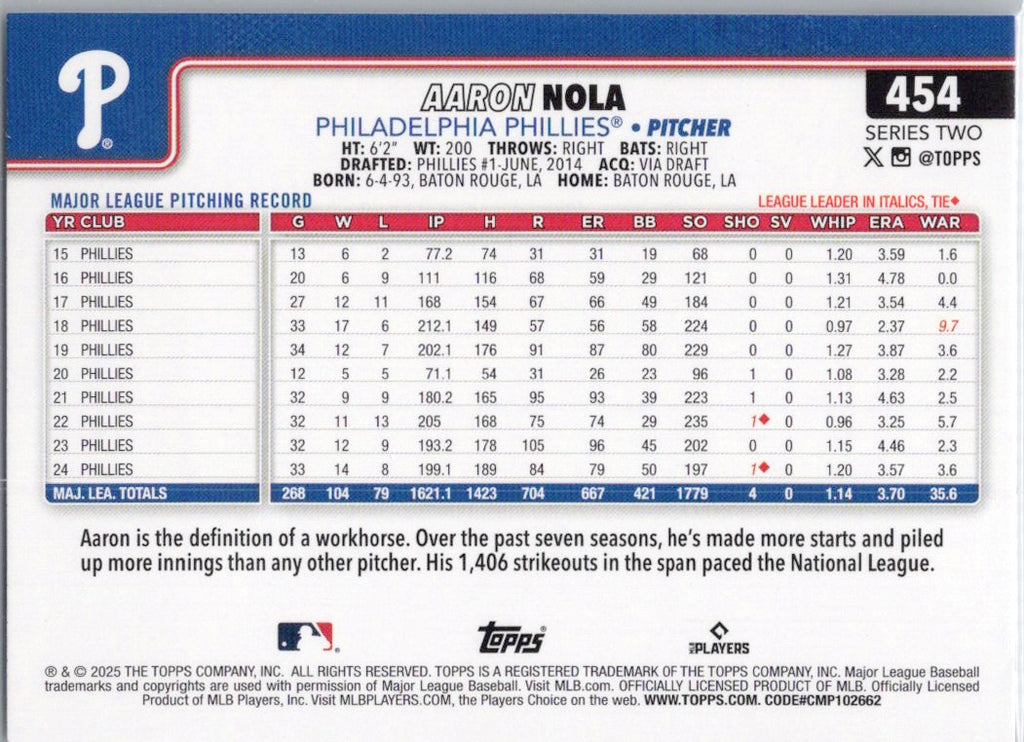 P®
454
AARON NOLA
PHILADELPHIA PHILLIES® • PITCHER
SERIES TWO
HT: 6'2" WT: 200 THROWS: RIGHT BATS: RIGHT
@TOPPS
DRAFTED: PHILLIES #1-JUNE, 2014 ACQ: VIA DRAFT
BORN: 6-4-93, BATON ROUGE, LA HOME: BATON ROUGE, LA
MAJOR LEAGUE PITCHING RECORD LEAGUE LEADER IN ITALICS, TIE♦
YR CLUB G W L IP H R ER BB SO SHO SV WHIP ERA WAR
15 PHILLIES 13 6 2 77.2 74 31 31 19 68 0 0 1.20 3.59 1.6
16 PHILLIES 20 6 9 111 116 68 59 29 121 0 0 1.31 4.78 0.0
17 PHILLIES 27 12 11 168 154 67 66 49 184 0 0 1.21 3.54 4.4
18 PHILLIES 33 17 6 212.1 149 57 56 58 224 0 0 0.97 2.37 9.7
19 PHILLIES 34 12 7 202.1 176 91 87 80 229 0 0 1.27 3.87 3.6
20 PHILLIES 12 5 5 71.1 54 31 26 23 96 1 0 1.08 3.28 2.2
21 PHILLIES 32 9 9 180.2 165 95 93 39 223 1 0 1.13 4.63 2.5
22 PHILLIES 32 11 13 205 168 75 74 29 235 1♦ 0 0.96 3.25 5.7
23 PHILLIES 32 12 9 193.2 178 105 96 45 202 0 0 1.15 4.46 2.3
24 PHILLIES 33 14 8 199.1 189 84 79 50 197 1♦ 0 1.20 3.57 3.6
MAJ. LEA. TOTALS 268 104 79 1621.1 1423 704 667 421 1779 4 0 1.14 3.70 35.6
Aaron is the definition of a workhorse. Over the past seven seasons, he's made more starts and piled
up more innings than any other pitcher. His 1,406 strikeouts in the span paced the National League.
TOPPS® MLB PLAYERS
® & © 2025 THE TOPPS COMPANY, INC. ALL RIGHTS RESERVED. TOPPS IS A REGISTERED TRADEMARK OF THE TOPPS COMPANY, INC. Major League Baseball
trademarks and copyrights are used with permission of Major League Baseball. Visit MLB.com. OFFICIALLY LICENSED PRODUCT OF MLB. Officially Licensed
Product of MLB Players, Inc. Visit MLBPLAYERS.COM, the Players Choice on the web. WWW.TOPPS.COM. CODE#CMP102662